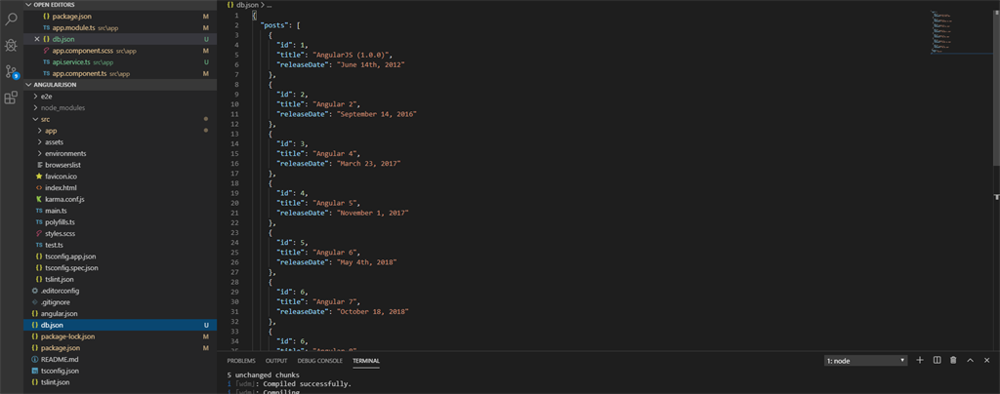 OPEN EDITORS
{} package.json M
TS app.module.ts src\app M
{} db.json U
app.component.scss src\app M
TS api.service.ts src\app U
TS app.component.ts src\app M
9
ANGULARJSON
e2e
node_modules
src
app
assets
environments
browserslist
favicon.ico
index.html
karma.conf.js
TS main.ts
TS polyfills.ts
styles.scss
TS test.ts
{} tsconfig.app.json
{} tsconfig.spec.json
{} tslint.json
.editorconfig
.gitignore
{} angular.json
{} db.json U
{} package-lock.json M
{} package.json M
README.md
tsconfig.json
{} tslint.json
{} db.json > ...
1 {
2 "posts": [
3 {
4 "id": 1,
5 "title": "AngularJS (1.0.0)",
6 "releaseDate": "June 14th, 2012"
7 },
8 {
9 "id": 2,
10 "title": "Angular 2",
11 "releaseDate": "September 14, 2016"
12 },
13 {
14 "id": 3,
15 "title": "Angular 4",
16 "releaseDate": "March 23, 2017"
17 },
18 {
19 "id": 4,
20 "title": "Angular 5",
21 "releaseDate": "November 1, 2017"
22 },
23 {
24 "id": 5,
25 "title": "Angular 6",
26 "releaseDate": "May 4th, 2018"
27 },
28 {
29 "id": 6,
30 "title": "Angular 7",
31 "releaseDate": "October 18, 2018"
32 },
33 {
34 "id": 6,
PROBLEMS OUTPUT DEBUG CONSOLE TERMINAL 1: node
5 unchanged chunks
i [wdm]: Compiled successfully.
i [wdm]: Compiling